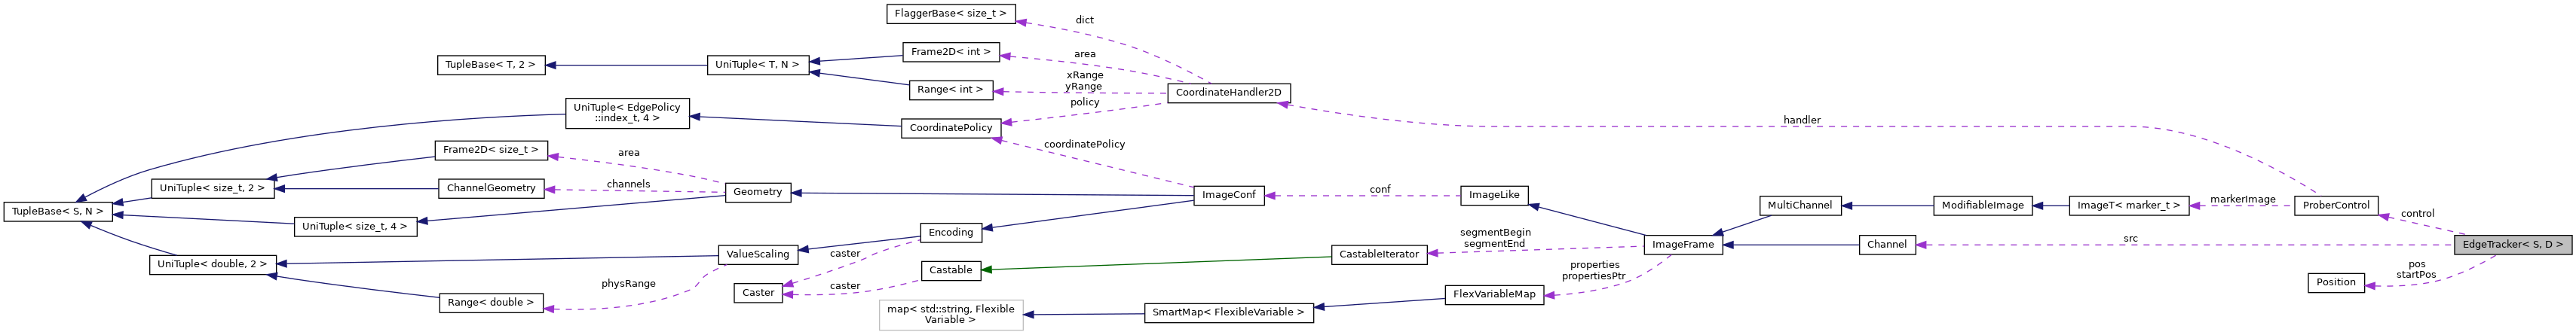 FlaggerBase< size_t >
dict
Frame2D< int >
area
TupleBase< T, 2 >
UniTuple< T, N >
xRange
yRange
Range< int >
CoordinateHandler2D
policy
UniTuple< EdgePolicy
::index_t, 4 >
CoordinatePolicy
handler
coordinatePolicy
Frame2D< size_t >
area
UniTuple< size_t, 2 >
ChannelGeometry
channels
Geometry
ImageConf
conf
ImageLike
MultiChannel
ModifiableImage
ImageT< marker_t >
markerImage
ProberControl
control
TupleBase< S, N >
UniTuple< size_t, 4 >
Encoding
segmentBegin
segmentEnd
ImageFrame
Channel
src
EdgeTracker< S, D >
ValueScaling
caster
CastableIterator
UniTuple< double, 2 >
Castable
properties
propertiesPtr
pos
startPos
physRange
Caster
caster
Position
Range< double >
FlexVariableMap
map< std::string, Flexible
Variable >
SmartMap< FlexibleVariable >